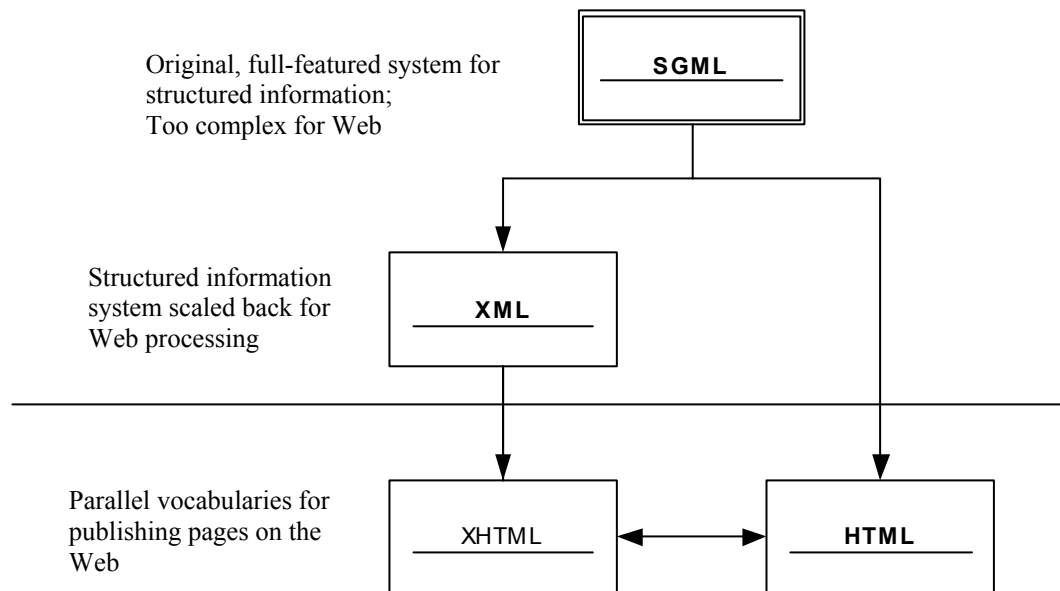 Original, full-featured system for
structured information;
Too complex for Web
SGML
Structured information
system scaled back for
Web processing
XML
Parallel vocabularies for
publishing pages on the
Web
XHTML
HTML